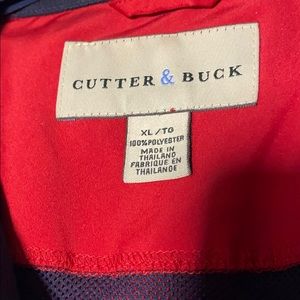 CUTTER & BUCK
XL/TG
100% POLYESTER
MADE IN
THAILAND
FABRIQUE EN
THAILANDE